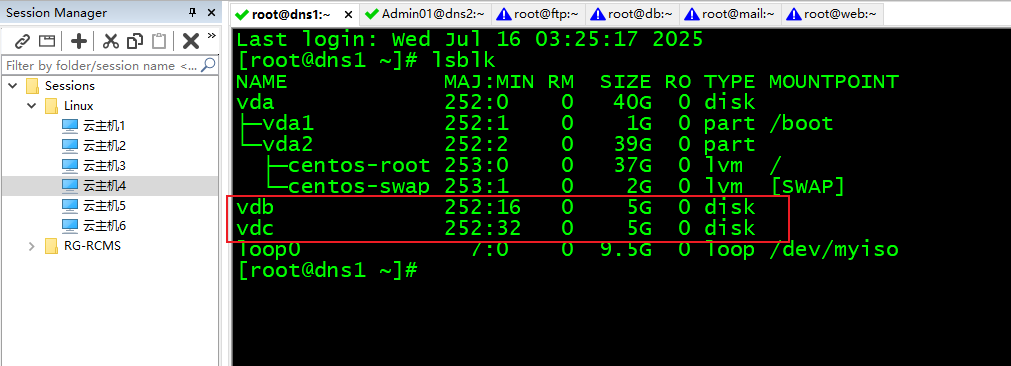 Session Manager
Filter by folder/session name <...
Sessions
Linux
云主机1
云主机2
云主机3
云主机4
云主机5
云主机6
RG-RCMS
root@dns1:~ Admin01@dns2:~ root@ftp:~ root@db:~ root@mail:~ root@web:~
Last login: Wed Jul 16 03:25:17 2025
[root@dns1 ~]# lsblk
NAME MAJ:MIN RM SIZE RO TYPE MOUNTPOINT
vda 252:0 0 40G 0 disk
├─vda1 252:1 0 1G 0 part /boot
└─vda2 252:2 0 39G 0 part
├─centos-root 253:0 0 37G 0 lvm /
└─centos-swap 253:1 0 2G 0 lvm [SWAP]
vdb 252:16 0 5G 0 disk
vdc 252:32 0 5G 0 disk
loop0 7:0 0 9.5G 0 loop /dev/myiso
[root@dns1 ~]#